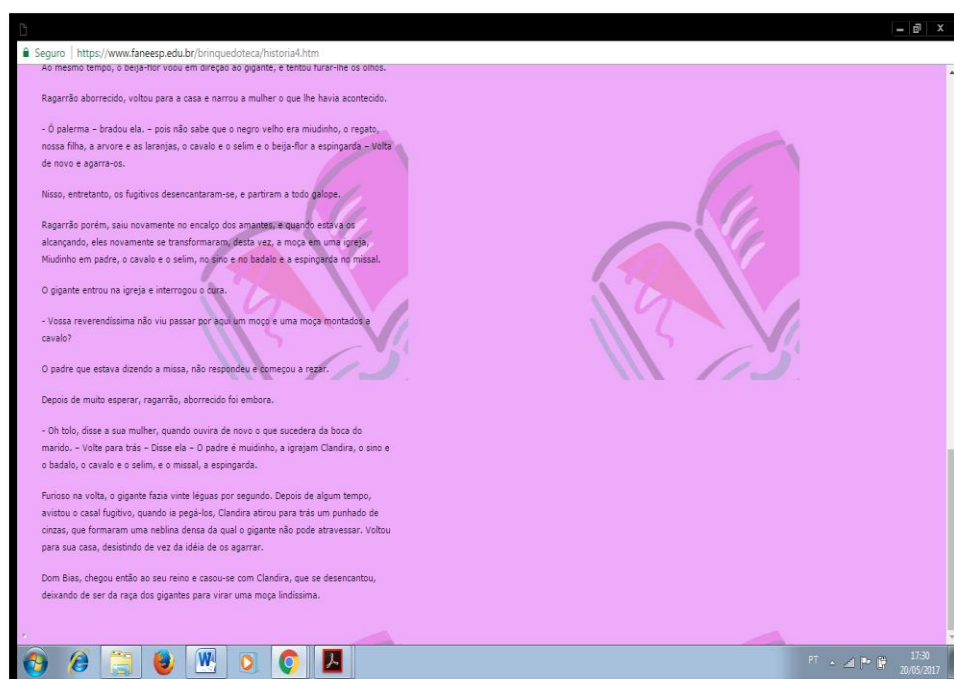 Seguro | https://www.faneesp.edu.br/brinquedoteca/historia4.htm
Ao mesmo tempo, o beija-flor voou em direção ao gigante, e tentou furar-lhe os olhos.
Ragarrão aborrecido, voltou para a casa e narrou a mulher o que lhe havia acontecido.
- Ó palerma – bradou ela. – pois não sabe que o negro velho era miudinho, o regato,
nossa filha, a arvore e as laranjas, o cavalo e o selim e o beija-flor a espingarda – Volta
de novo e agarra-os.
Nisso, entretanto, os fugitivos desencantaram-se, e partiram a todo galope.
Ragarrão porém, saiu novamente no encalço dos amantes, e quando estava os
alcançando, eles novamente se transformaram, desta vez, a moça em uma igreja,
Miudinho em padre, o cavalo e o selim, no sino e no badalo e a espingarda no missal.
O gigante entrou na igreja e interrogou o cura.
- Vossa reverendíssima não viu passar por aqui um moço e uma moça montados a
cavalo?
O padre que estava dizendo a missa, não respondeu e começou a rezar.
Depois de muito esperar, ragarrão, aborrecido foi embora.
- Oh tolo, disse a sua mulher, quando ouvira de novo o que sucedera da boca do
marido. – Volte para trás – Disse ela – O padre é muidinho, a igrajam Clandira, o sino e
o badalo, o cavalo e o selim, e o missal, a espingarda.
Furioso na volta, o gigante fazia vinte léguas por segundo. Depois de algum tempo,
avistou o casal fugitivo, quando ia pegá-los, Clandira atirou para trás um punhado de
cinzas, que formaram uma neblina densa da qual o gigante não pode atravessar. Voltou
para sua casa, desistindo de vez da idéia de os agarrar.
Dom Bias, chegou então ao seu reino e casou-se com Clandira, que se desencantou,
deixando de ser da raça dos gigantes para virar uma moça lindíssima.
PT
17:30
20/05/2017